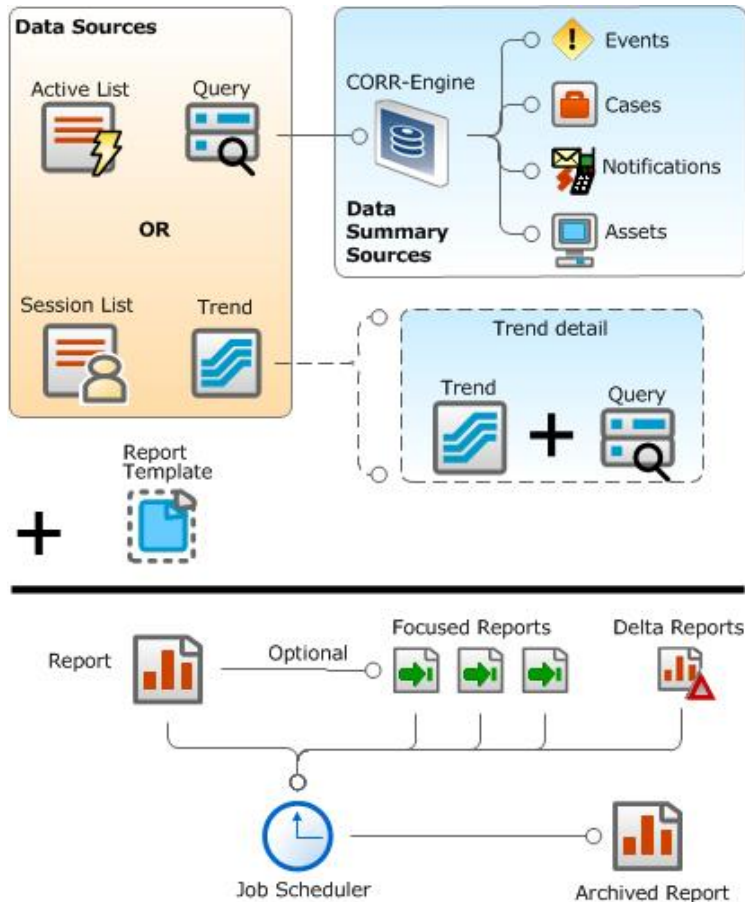 Data Sources
Active List
Query
OR
Session List
Trend
CORR-Engine
Data
Summary
Sources
Events
Cases
Notifications
Assets
Trend detail
Trend
Query
Report
Template
Report
Optional
Focused Reports
Delta Reports
Job Scheduler
Archived Report